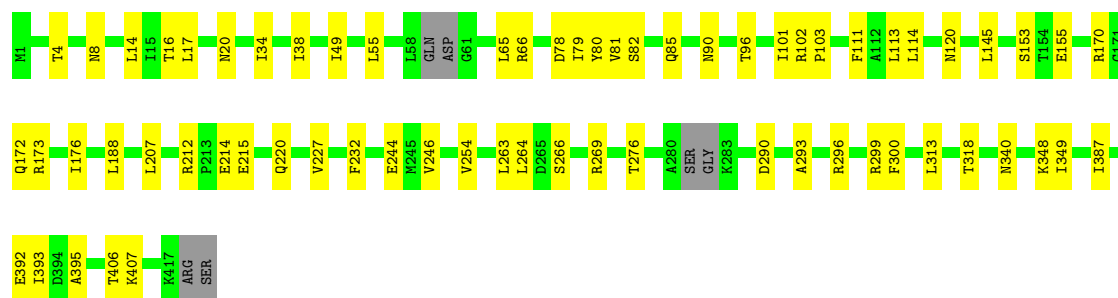 M1 T4 N8 L14 I15 T16 L17 N20 I34 I38 I49 L55 L58 GLN ASP G61 L65 R66 D78 I79 Y80 V81 S82 Q85 N90 T96 I101 R102 P103 F111 A112 L113 L114 N120 L145 S153 T154 E155 R170 G171
Q172 R173 I176 L188 L207 R212 P213 E214 E215 Q220 V227 F232 E244 M245 V246 V254 L263 L264 D265 S266 R269 T276 A280 SER GLY K283 D290 A293 R296 R299 F300 L313 T318 N340 K348 I349 I387
E392 I393 D394 A395 T406 K407 K417 ARG SER